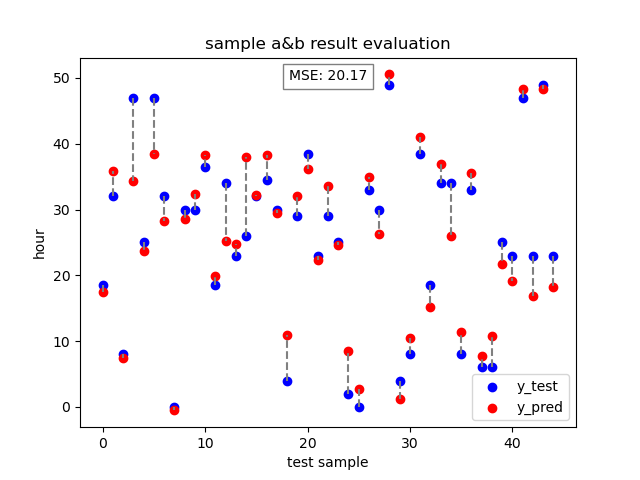 sample a&b result evaluation
MSE: 20.17
hour
50
40
30
20
10
0
0 10 20 30 40
test sample
y_test
y_pred